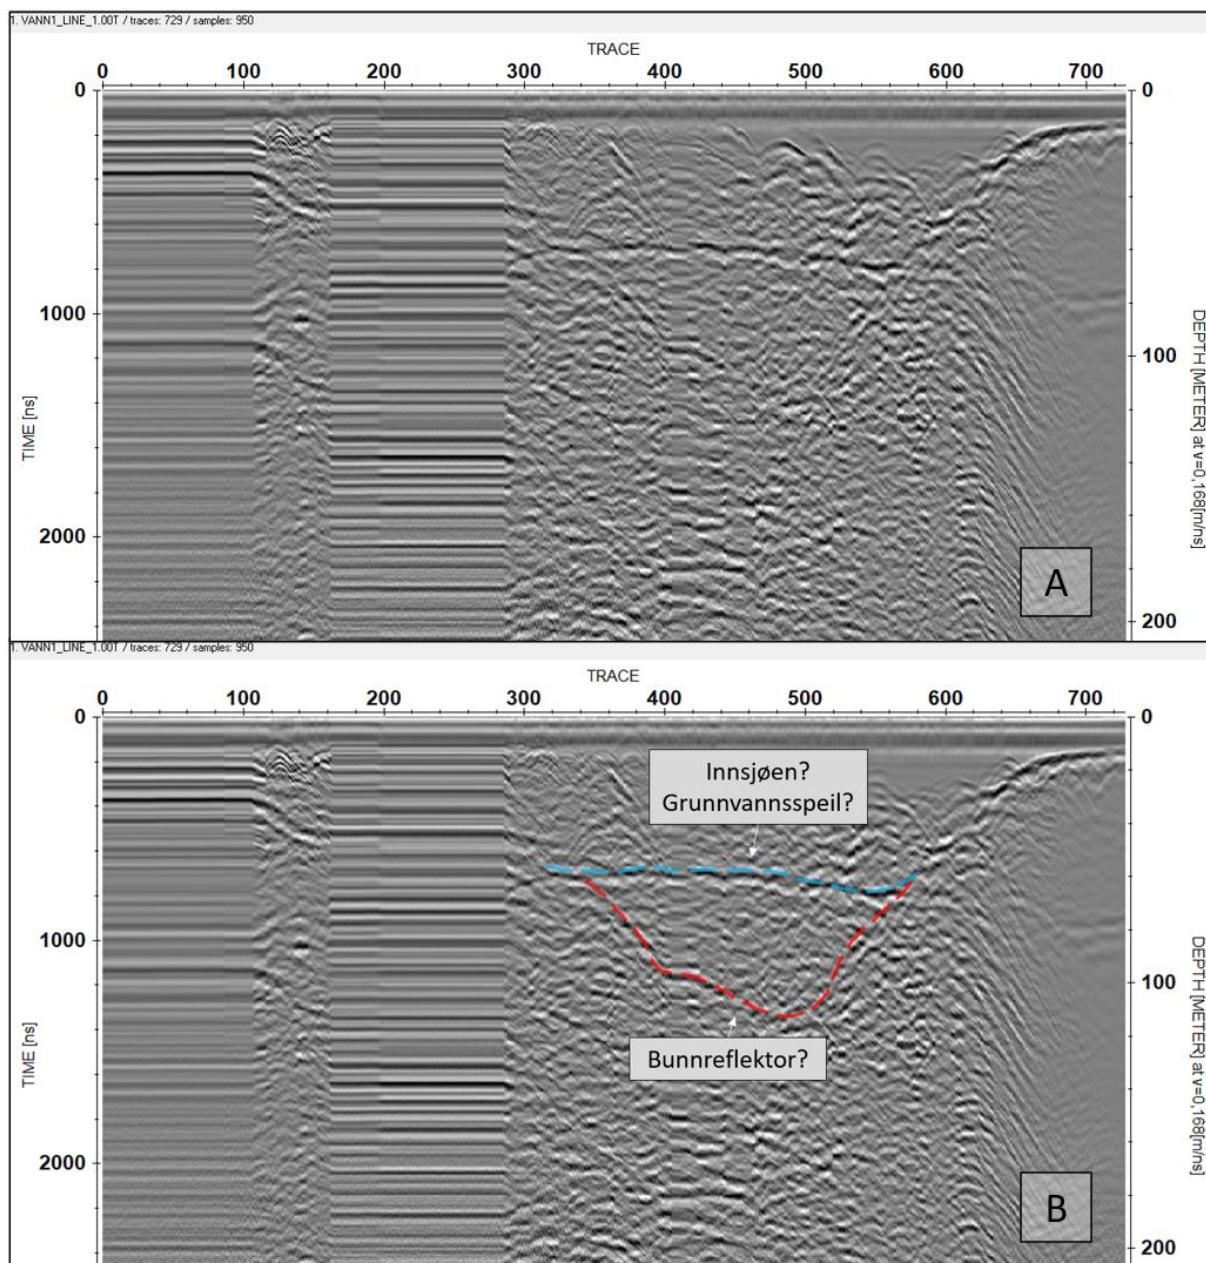 1. VANN1_LINE_1.00T / traces: 729 / samples: 950
TRACE
0 100 200 300 400 500 600 700
0
1000
2000
TIME [ns]
0
100
200
DEPTH [METER] at v=0,168[m/ns]
A
1. VANN1_LINE_1.00T / traces: 729 / samples: 950
TRACE
0 100 200 300 400 500 600 700
0
1000
2000
TIME [ns]
0
100
200
DEPTH [METER] at v=0,168[m/ns]
Innsjøen?
Grunnvannsspeil?
Bunnreflektor?
B